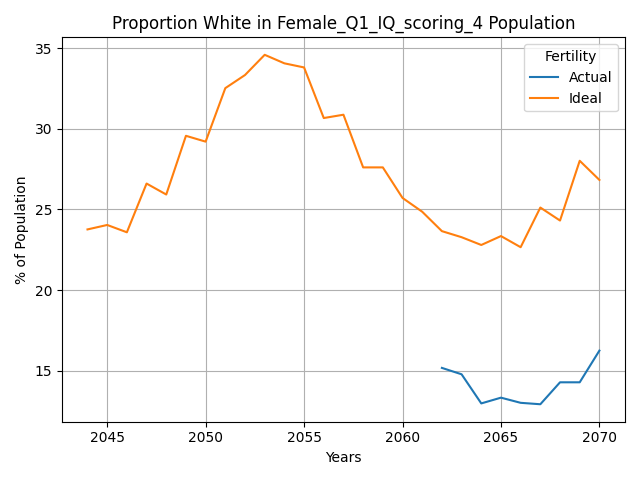 Proportion White in Female_Q1_IQ_scoring_4 Population
Fertility
Actual
Ideal
35
30
25
20
15
% of Population
2045 2050 2055 2060 2065 2070
Years